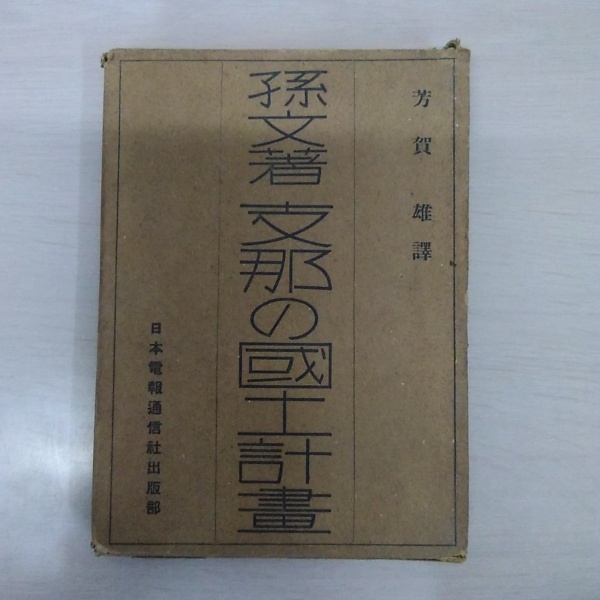 芳賀雄譯
孫文著 支那の國土計畫
日本電報通信社出版部